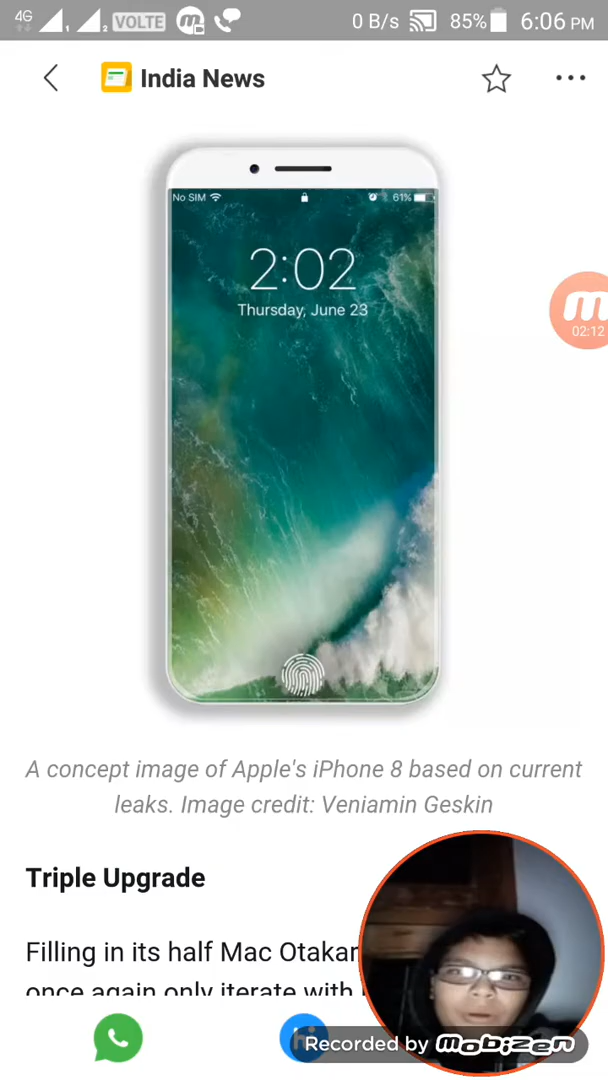 4G 1 2 VOLTE 0 B/s 85% 6:06 PM
India News
No SIM 61%
2:02
Thursday, June 23
02:12
A concept image of Apple's iPhone 8 based on current
leaks. Image credit: Veniamin Geskin
Triple Upgrade
Filling in its half Mac Otakar
once again only iterate with
hi
Recorded by mobizen